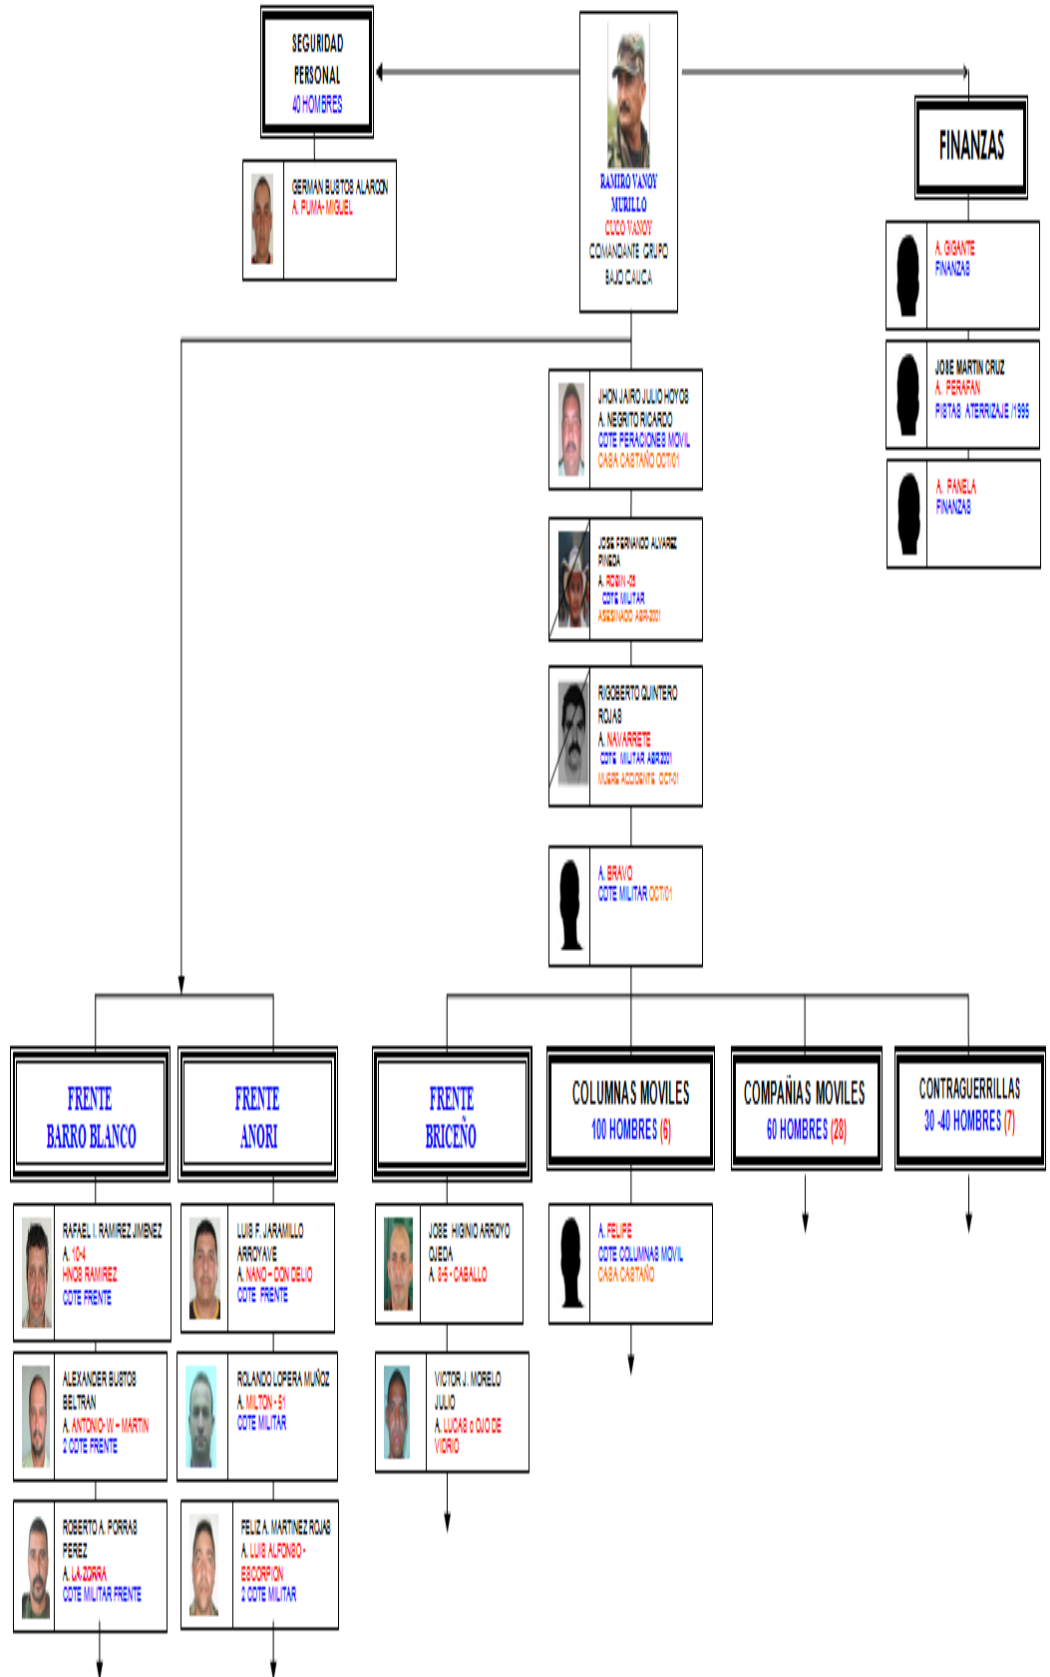 SEGURIDAD
PERSONAL
40 HOMBRES
GERMAN BUSTOS ALARCON
A. PUMA- MIGUEL
RAMIRO VANOY
MURILLO
CUCO VANOY
COMANDANTE GRUPO
BAJO CAUCA
FINANZAS
A. GIGANTE
FINANZAS
JOSE MARTIN CRUZ
A. PERAFAN
PISTAS ATERRIZAJE /1995
A. PANELA
FINANZAS
JHON JAIRO JULIO HOYOS
A. NEGRITO RICARDO
CDTE PERACIONES MOVIL
CASA CASTAÑO OCT/01
JOSE FERNANDO ALVAREZ
PINEDA
A. ROBIN -09
CDTE MILITAR
ASESINADO ABR-2001
RIGOBERTO QUINTERO
ROJAS
A. NAVARRETE
CDTE MILITAR ABR2001
MUERE ACCIDENTE OCT-01
A. BRAVO
CDTE MILITAR OCT/01
FRENTE
BARRO BLANCO
RAFAEL I. RAMIREZ JIMENEZ
A. 10-4
HNOS RAMIREZ
CDTE FRENTE
ALEXANDER BUSTOS
BELTRAN
A. ANTONIO- W – MARTIN
2 CDTE FRENTE
ROBERTO A. PORRAS
PEREZ
A. LA-ZORRA
CDTE MILITAR FRENTE
FRENTE
ANORI
LUIS F. JARAMILLO
ARROYAVE
A. NANO – DON DELIO
CDTE FRENTE
ROLANDO LOPERA MUÑOZ
A. MILTON - 51
CDTE MILITAR
FELIZ A. MARTINEZ ROJAS
A. LUIS ALFONSO -
ESCORPION
2 CDTE MILITAR
FRENTE
BRICEÑO
JOSE HIGINIO ARROYO
OJEDA
A. 8-5 - CABALLO
VICTOR J. MORELO
JULIO
A. LUCAS o OJO DE
VIDRIO
COLUMNAS MOVILES
100 HOMBRES (6)
A. FELIPE
CDTE COLUMNAS MOVIL
CASA CASTAÑO
COMPAÑIAS MOVILES
60 HOMBRES (28)
CONTRAGUERRILLAS
30 -40 HOMBRES (7)